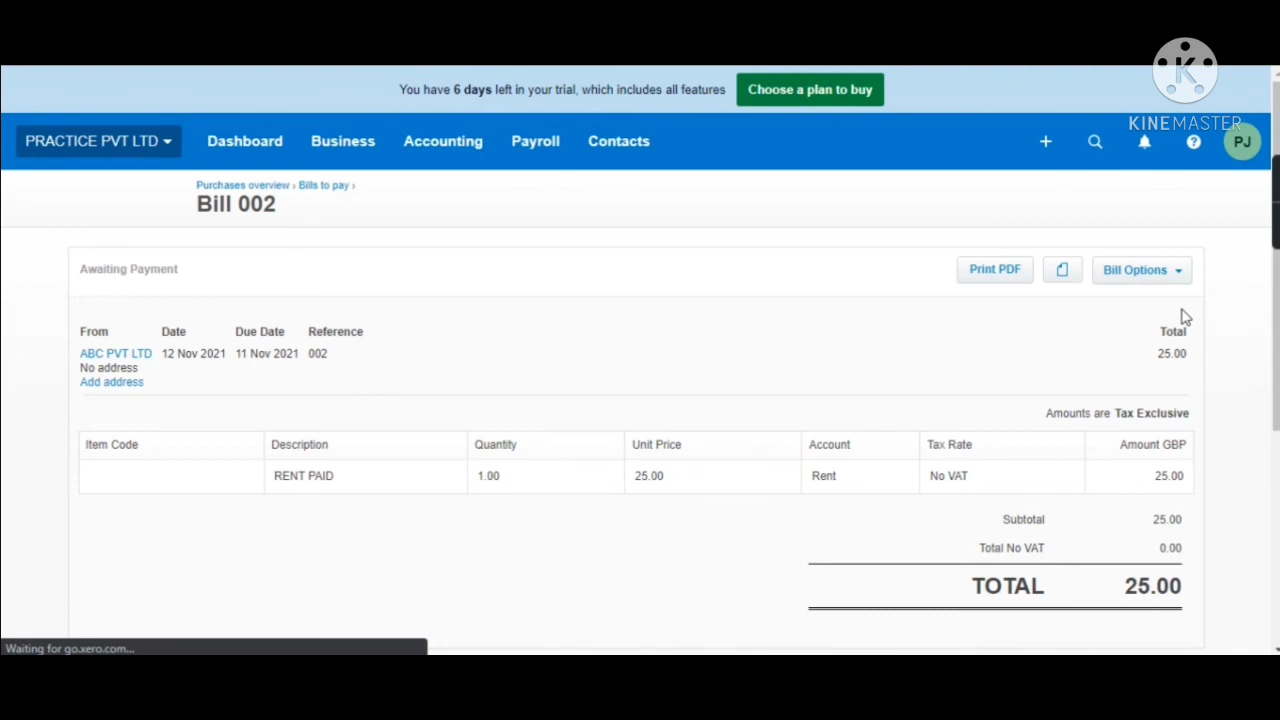 You have 6 days left in your trial, which includes all features Choose a plan to buy
K
KINEMASTER
PRACTICE PVT LTD Dashboard Business Accounting Payroll Contacts + ? PJ
Purchases overview › Bills to pay ›
Bill 002
Awaiting Payment Print PDF Bill Options
From Date Due Date Reference Total
ABC PVT LTD 12 Nov 2021 11 Nov 2021 002 25.00
No address
Add address
Amounts are Tax Exclusive
Item Code Description Quantity Unit Price Account Tax Rate Amount GBP
RENT PAID 1.00 25.00 Rent No VAT 25.00
Subtotal 25.00
Total No VAT 0.00
TOTAL 25.00
Waiting for go.xero.com...